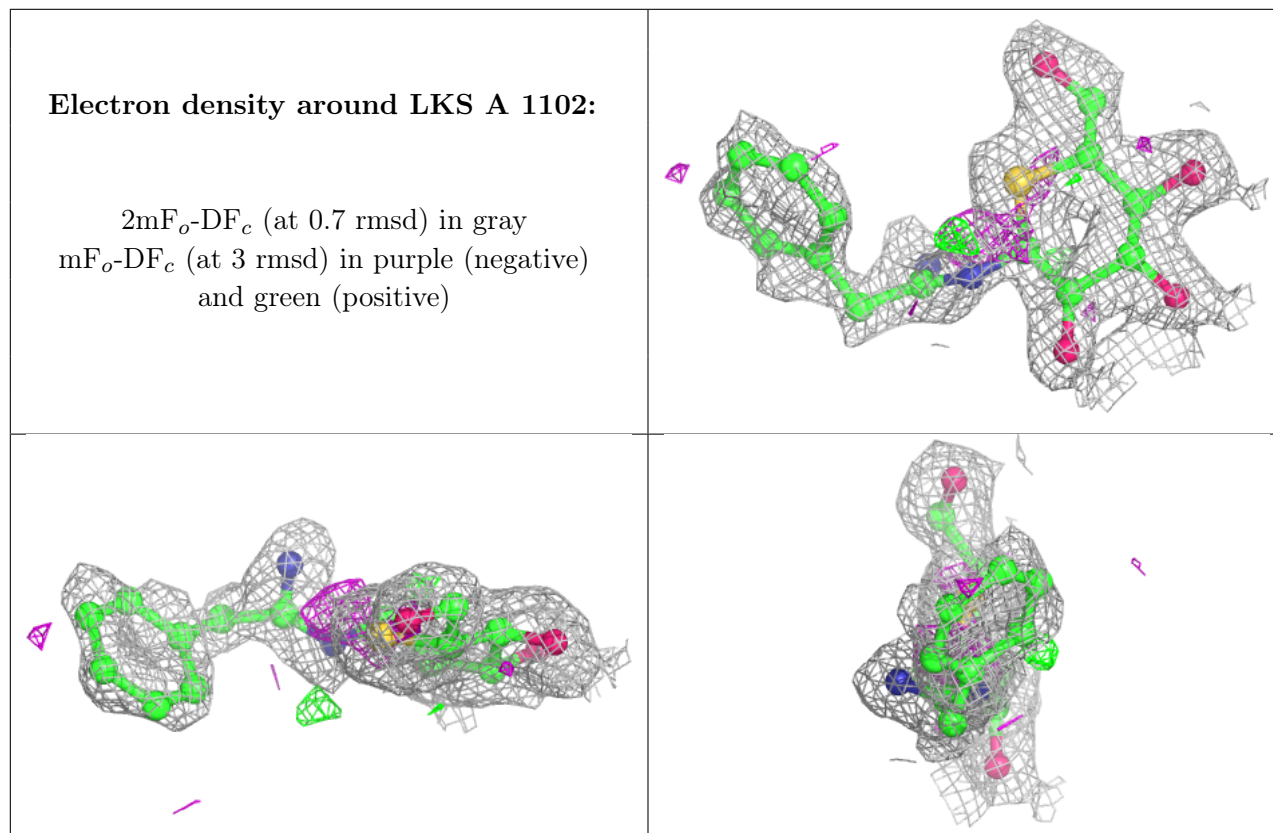 Electron density around LKS A 1102:
2mFo-DFc (at 0.7 rmsd) in gray
mFo-DFc (at 3 rmsd) in purple (negative)
and green (positive)